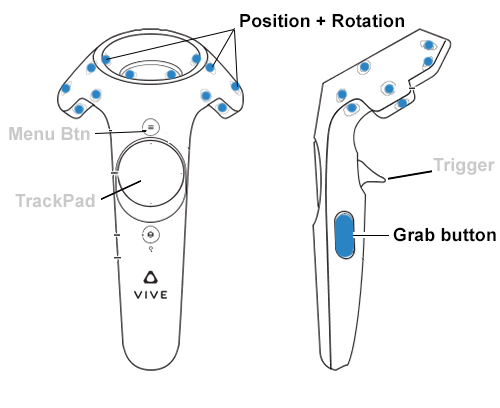 Position + Rotation
Menu Btn
Trigger
TrackPad
Grab button
VIVE